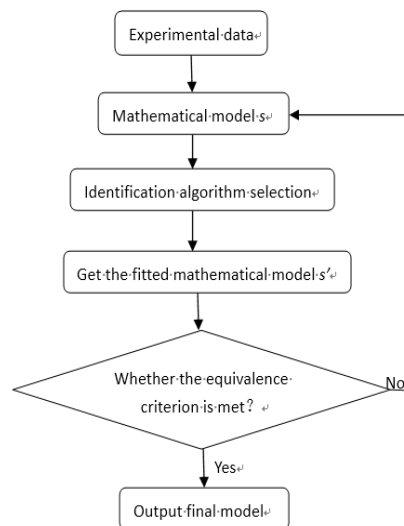 Experimental data
Mathematical model s
Identification algorithm selection
Get the fitted mathematical model s'
Whether the equivalence
criterion is met?
No
Yes
Output final model